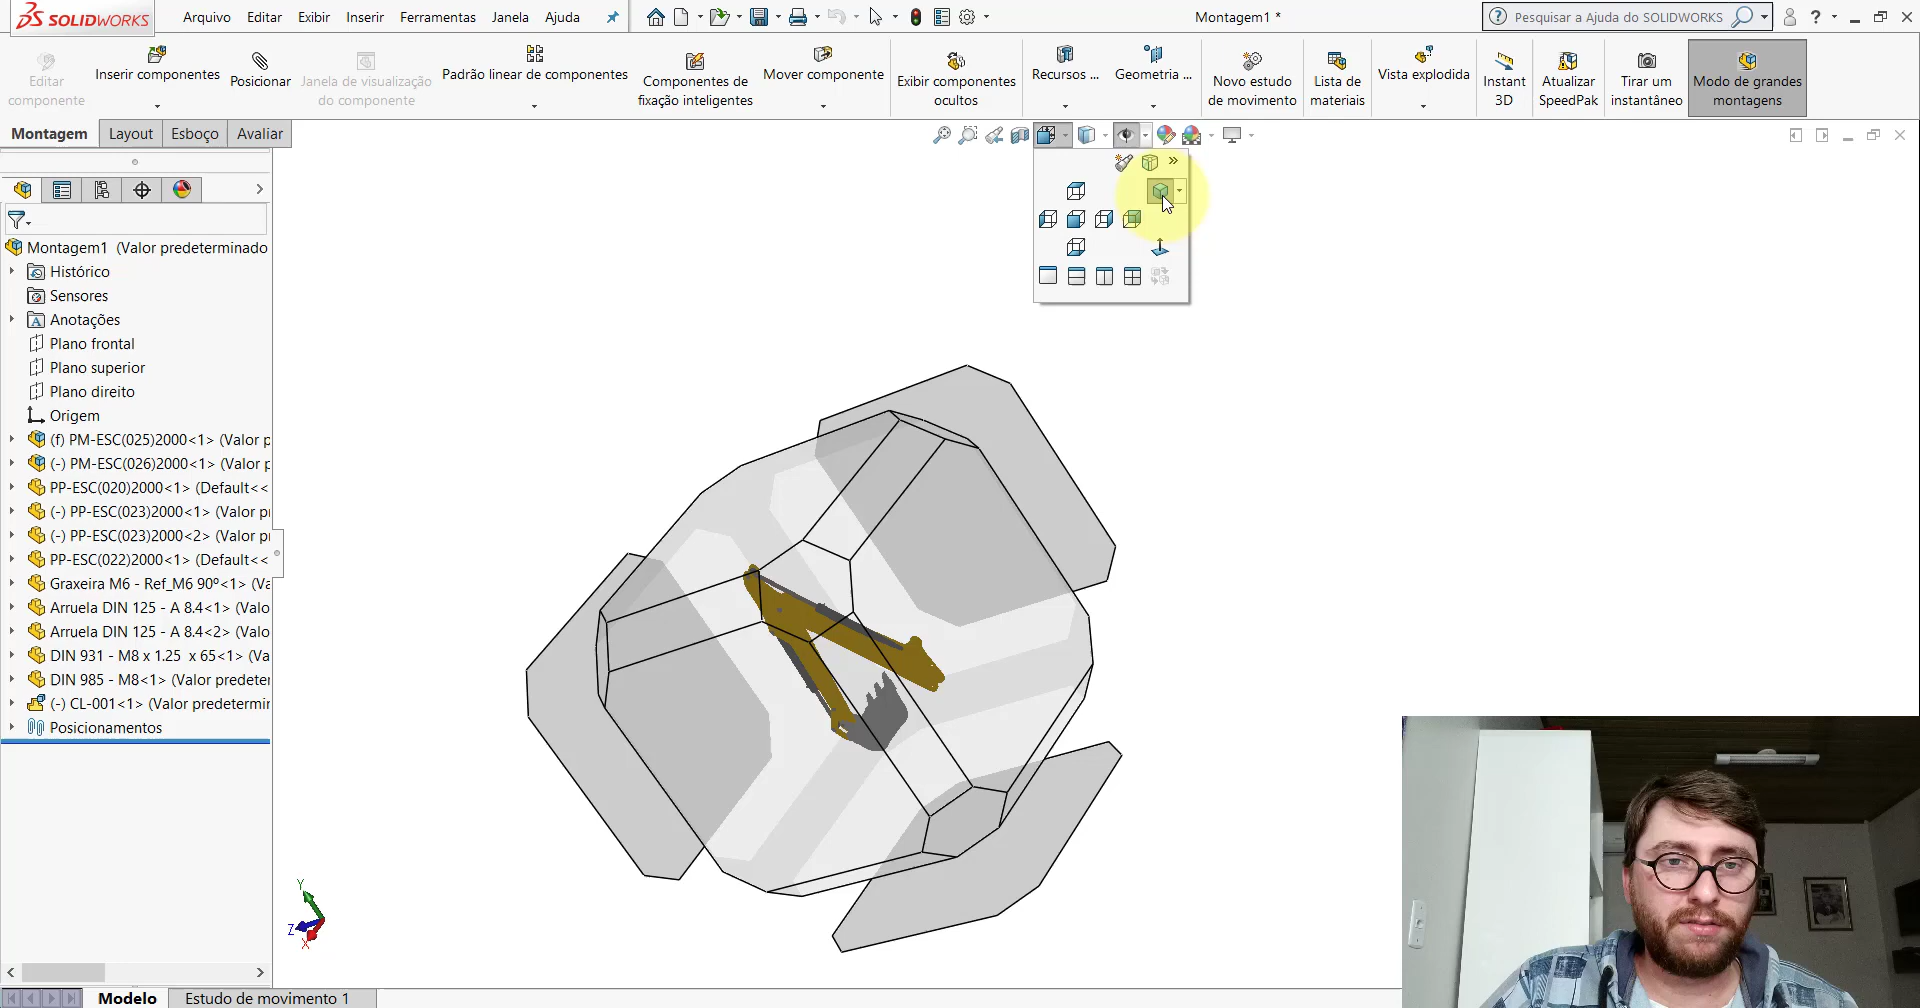 SOLIDWORKS
Arquivo Editar Exibir Inserir Ferramentas Janela Ajuda
Montagem1 *
Pesquisar a Ajuda do SOLIDWORKS
Editar componente
Inserir componentes
Posicionar
Janela de visualização do componente
Padrão linear de componentes
Componentes de fixação inteligentes
Mover componente
Exibir componentes ocultos
Recursos ...
Geometria ...
Novo estudo de movimento
Lista de materiais
Vista explodida
Instant 3D
Atualizar SpeedPak
Tirar um instantâneo
Modo de grandes montagens
Montagem Layout Esboço Avaliar
Montagem1 (Valor predeterminado
Histórico
Sensores
Anotações
Plano frontal
Plano superior
Plano direito
Origem
(f) PM-ESC(025)2000<1> (Valor p
(-) PM-ESC(026)2000<1> (Valor p
PP-ESC(020)2000<1> (Default<<
(-) PP-ESC(023)2000<1> (Valor p
(-) PP-ESC(023)2000<2> (Valor p
PP-ESC(022)2000<1> (Default<<
Graxeira M6 - Ref_M6 90º<1> (Va
Arruela DIN 125 - A 8.4<1> (Valo
Arruela DIN 125 - A 8.4<2> (Valo
DIN 931 - M8 x 1.25 x 65<1> (Va
DIN 985 - M8<1> (Valor predeter
(-) CL-001<1> (Valor predetermin
Posicionamentos
Y
Z
X
Modelo Estudo de movimento 1